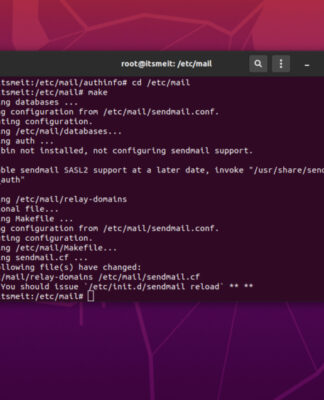 root@itsmeit: /etc/mail
itsmeit:/etc/mail/authinfo# cd /etc/mail
itsmeit:/etc/mail# make
ng databases ...
ng configuration from /etc/mail/sendmail.conf.
uting configuration.
ng /etc/mail/databases...
ng auth ...
bin not installed, not configuring sendmail support.
ble sendmail SASL2 support at a later date, invoke "/usr/share/send
_auth"
ng /etc/mail/relay-domains
onal file...
ng Makefile ...
ng configuration from /etc/mail/sendmail.conf.
uting configuration.
ng /etc/mail/Makefile...
ng sendmail.cf ...
ollowing file(s) have changed:
c/mail/relay-domains /etc/mail/sendmail.cf
You should issue `/etc/init.d/sendmail reload` ** **
itsmeit:/etc/mail#